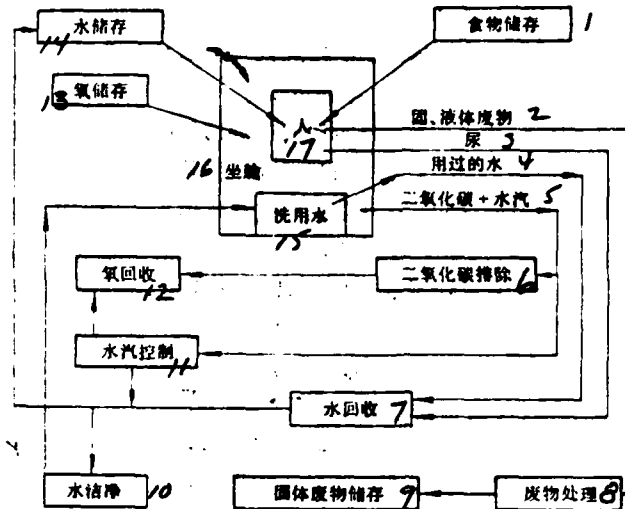 水储存
14
食物储存 1
13 氧储存
人
17
固、液体废物 2
尿 3
16 坐舱
用过的水 4
洗用水
15
二氧化碳 + 水汽 5
氧回收
12
二氧化碳排除 6
水汽控制
11
水回收 7
水洁净 10
固体废物储存 9
废物处理 8